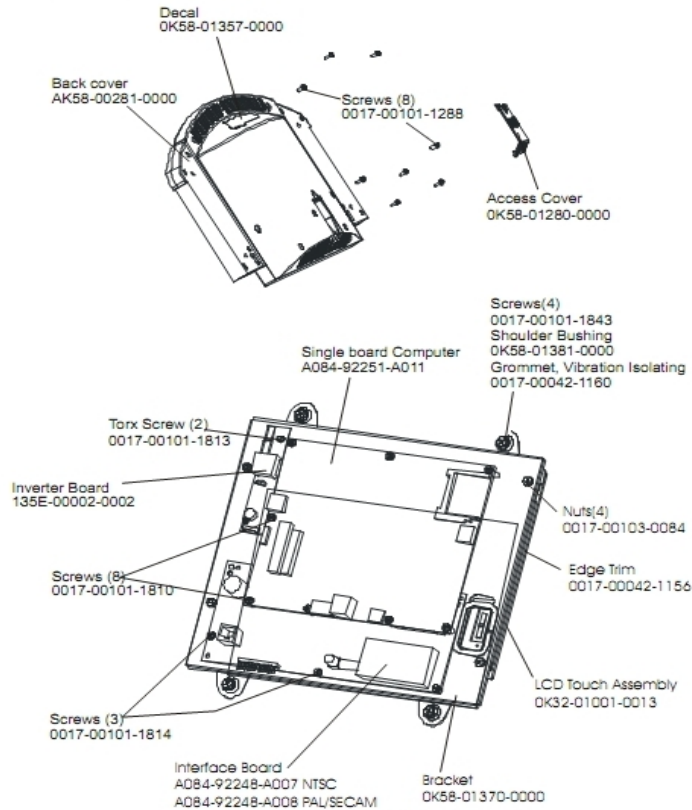 Decal
0K58-01357-0000
Back cover
AK58-00281-0000
Screws (8)
0017-00101-1288
Access Cover
0K58-01280-0000
Screws(4)
0017-00101-1843
Shoulder Bushing
0K58-01381-0000
Grommet, Vibration Isolating
0017-00042-1160
Single board Computer
A084-92251-A011
Torx Screw (2)
0017-00101-1813
Inverter Board
135E-00002-0002
Nuts(4)
0017-00103-0084
Edge Trim
0017-00042-1156
Screws (8)
0017-00101-1810
LCD Touch Assembly
0K32-01001-0013
Screws (3)
0017-00101-1814
Interface Board
A084-92248-A007 NTSC
A084-92248-A008 PAL/SECAM
Bracket
0K58-01370-0000